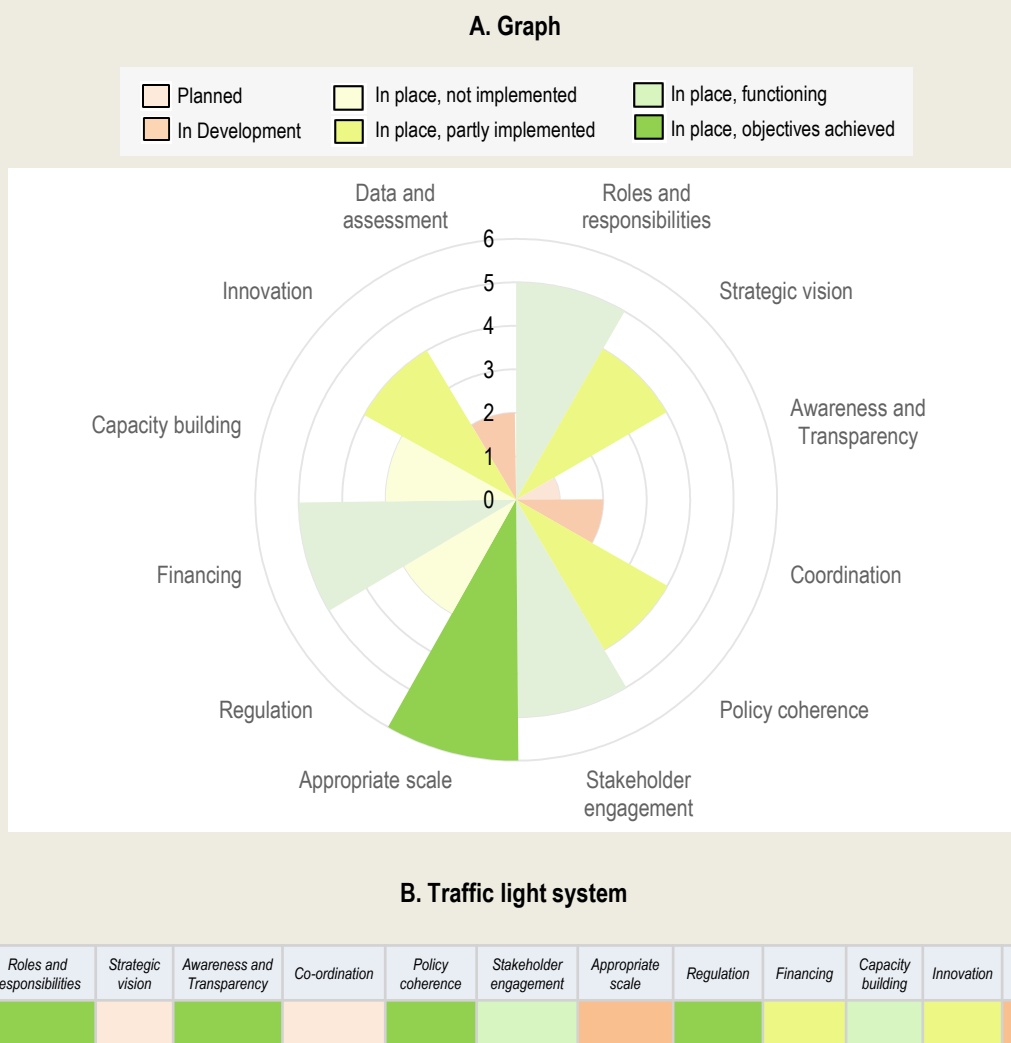 A. Graph
Planned
In place, not implemented
In place, functioning
In Development
In place, partly implemented
In place, objectives achieved
Data and
assessment
Roles and
responsibilities
Innovation
Strategic vision
Capacity building
Awareness and
Transparency
Financing
Coordination
Regulation
Policy coherence
Appropriate scale
Stakeholder
engagement
6
5
4
3
2
1
0
B. Traffic light system
Roles and
esponsibilities
Strategic
vision
Awareness and
Transparency
Co-ordination
Policy
coherence
Stakeholder
engagement
Appropriate
scale
Regulation
Financing
Capacity
building
Innovation